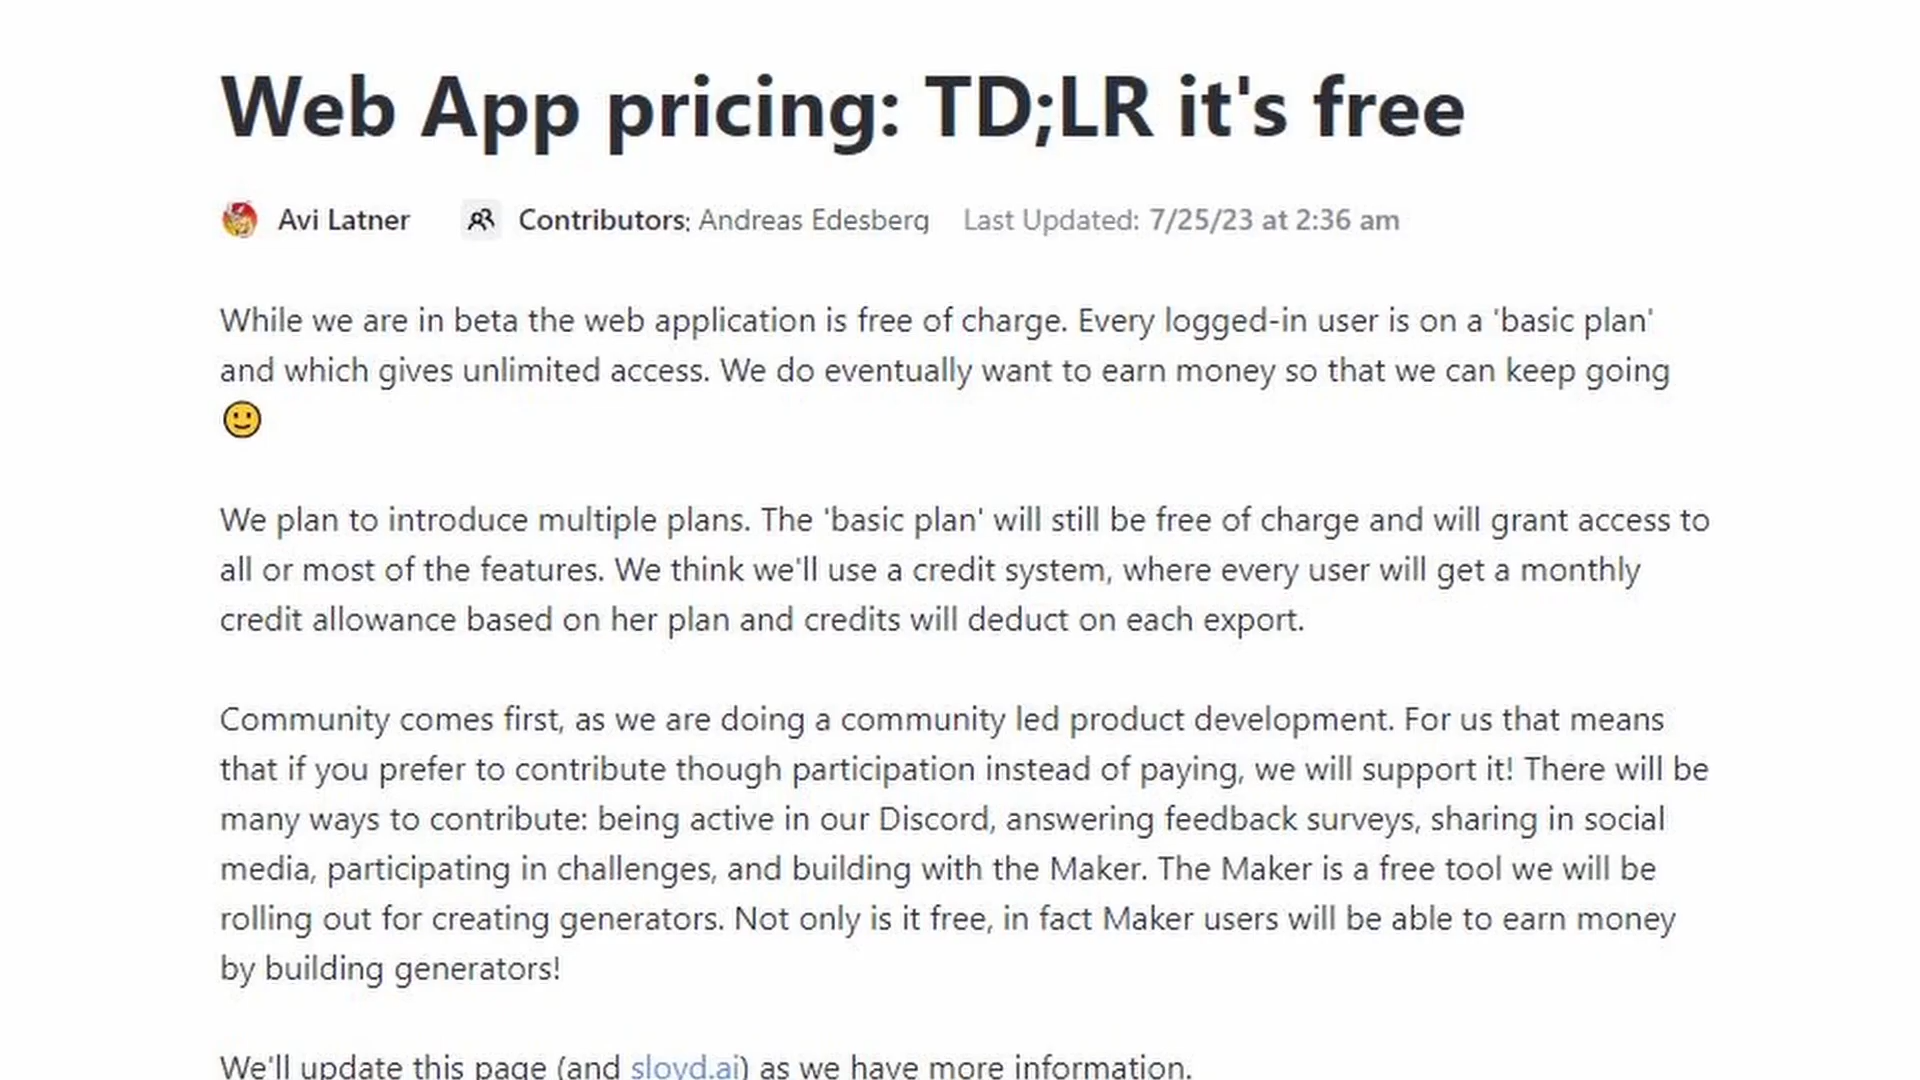 Web App pricing: TD;LR it's free
Avi Latner Contributors: Andreas Edesberg Last Updated: 7/25/23 at 2:36 am
While we are in beta the web application is free of charge. Every logged-in user is on a 'basic plan'
and which gives unlimited access. We do eventually want to earn money so that we can keep going
🙂
We plan to introduce multiple plans. The 'basic plan' will still be free of charge and will grant access to
all or most of the features. We think we'll use a credit system, where every user will get a monthly
credit allowance based on her plan and credits will deduct on each export.
Community comes first, as we are doing a community led product development. For us that means
that if you prefer to contribute though participation instead of paying, we will support it! There will be
many ways to contribute: being active in our Discord, answering feedback surveys, sharing in social
media, participating in challenges, and building with the Maker. The Maker is a free tool we will be
rolling out for creating generators. Not only is it free, in fact Maker users will be able to earn money
by building generators!
We'll update this page (and sloyd.ai) as we have more information.